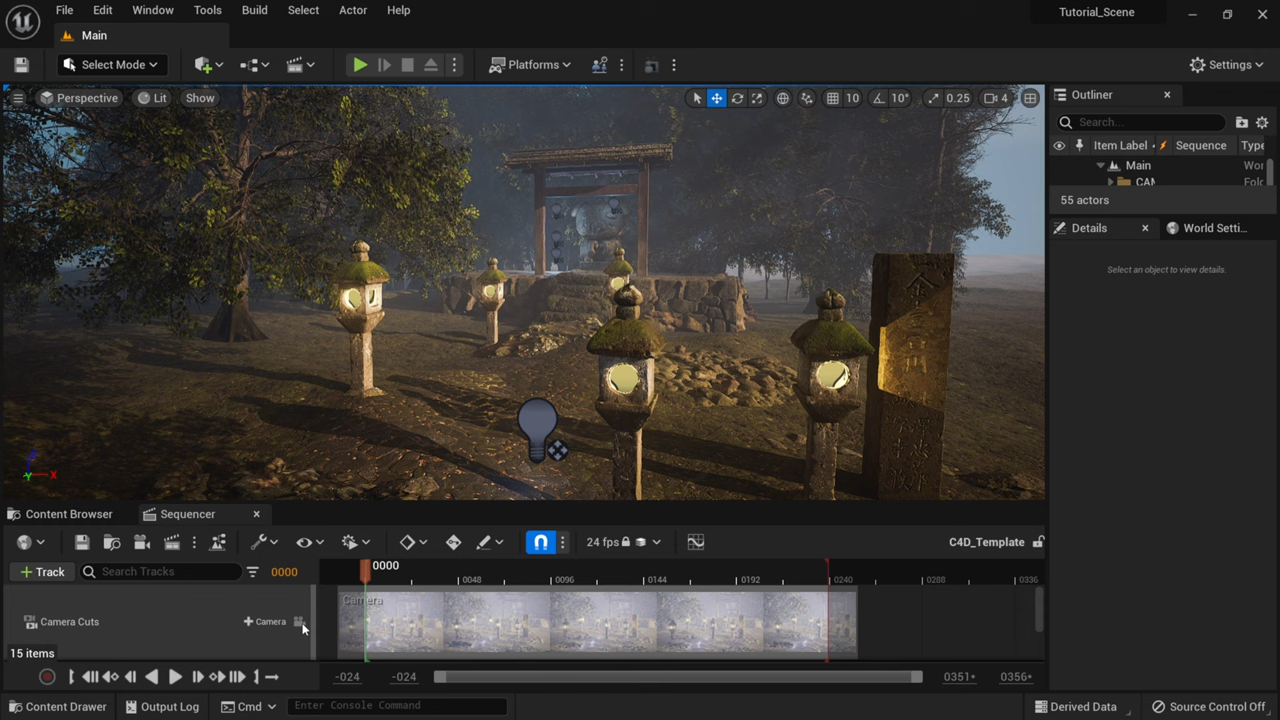 File Edit Window Tools Build Select Actor Help
Tutorial_Scene
Main
Select Mode
Platforms
Settings
Perspective Lit Show
10 10° 0.25 4
Outliner
Search...
Item Label Sequence Type
Main Wor
CAM Fol
55 actors
Details World Setti...
Select an object to view details.
Content Browser Sequencer
24 fps C4D_Template
+ Track Search Tracks 0000
0000
0048 0096 0144 0192 0240 0288 0336
Camera
Camera Cuts + Camera
15 items
-024 -024 0351+ 0356+
Content Drawer Output Log Cmd Enter Console Command Derived Data Source Control Off
X Y Z